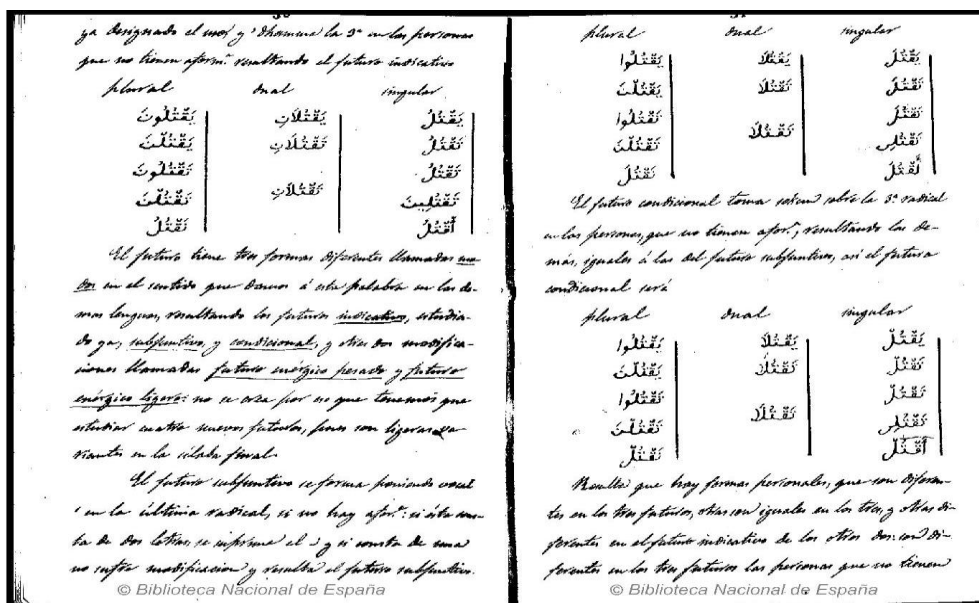 ya designado el uso y ʾ dhamma la 3ª en las personas
que no tienen aform.ˢ resultando el futuro indicativo
plural dual singular
يَقْتُلُونَ يَقْتُلَانِ يَقْتُلُ
يَقْتُلْنَ تَقْتُلَانِ تَقْتُلُ
تَقْتُلُونَ تَقْتُلُ
تَقْتُلْنَ تَقْتُلَانِ تَقْتُلِينَ
نَقْتُلُ أَقْتُلُ
El futuro tiene tres formas diferentes llamadas mo-
dos en el sentido que damos á esta palabra en las de-
mas lenguas, resultando los futuros indicativo, estudia-
do ya, subjuntivo, y condicional, y otras dos modifica-
ciones llamadas futuro enérgico pesado y futuro
enérgico ligero: no se crea por eso que tenemos que
estudiar cuatro nuevos futuros, pues son ligeras va-
riantes en la sílaba final.
El futuro subjuntivo se forma poniendo
en la última radical, si no hay afor.ˢ: si ésta cons-
ta de dos letras, se suprime el ن y si consta de una
no sufre modificacion y resulta el futuro subjuntivo.
© Biblioteca Nacional de España
plural dual singular
يَقْتُلُوا يَقْتُلَا يَقْتُلَ
يَقْتُلْنَ تَقْتُلَا تَقْتُلَ
تَقْتُلُوا تَقْتُلَ
تَقْتُلْنَ تَقْتُلَا تَقْتُلِى
نَقْتُلَ أَقْتُلَ
El futuro condicional toma socun sobre la 3ª radical
en las personas, que no tienen afor.ˢ, resultando las de-
más, iguales á las del futuro subjuntivo, así el futuro
condicional será
plural dual singular
يَقْتُلُوا يَقْتُلَا يَقْتُلْ
يَقْتُلْنَ تَقْتُلَا تَقْتُلْ
تَقْتُلُوا تَقْتُلْ
تَقْتُلْنَ تَقْتُلَا تَقْتُلِى
نَقْتُلْ أَقْتُلْ
Resulta que hay formas personales, que son diferen-
tes en los tres futuros, otras son iguales en los tres, y otras di-
ferentes en el futuro indicativo de los otros dos: son di-
ferentes en los tres futuros las personas que no tienen
© Biblioteca Nacional de España